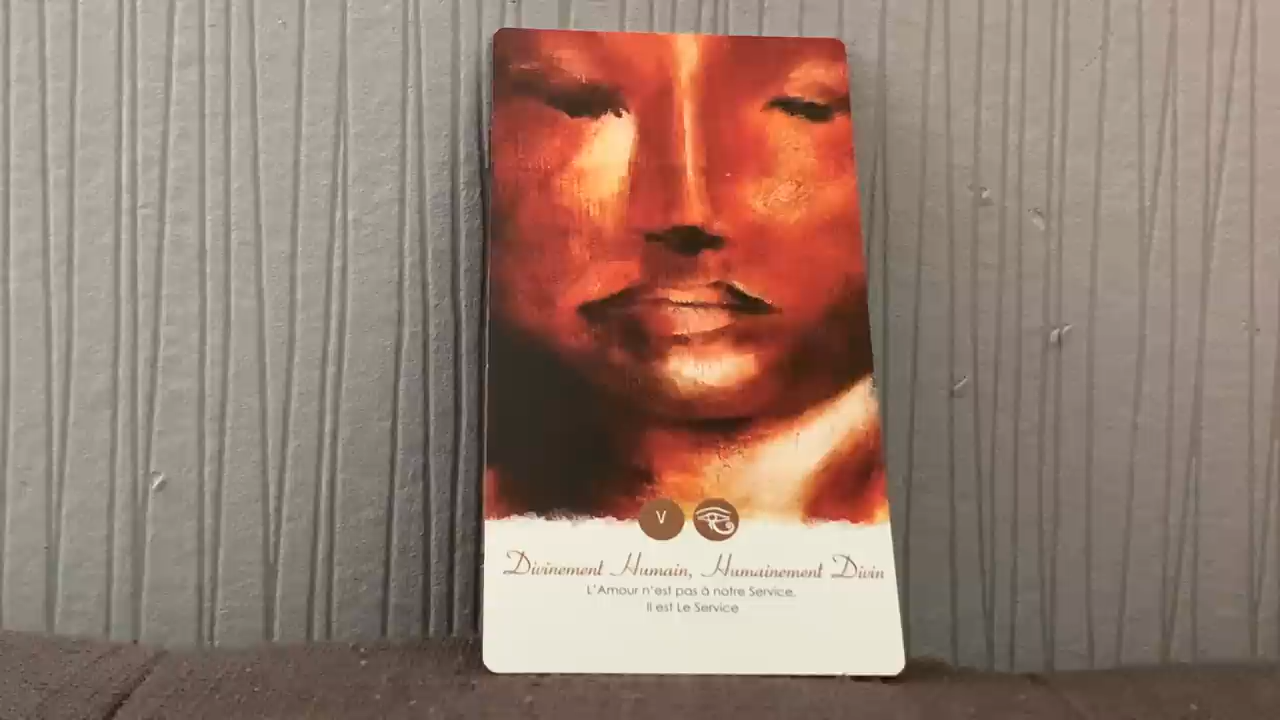 V
Divinement Humain, Humainement Divin
L'Amour n'est pas à notre Service,
Il est Le Service